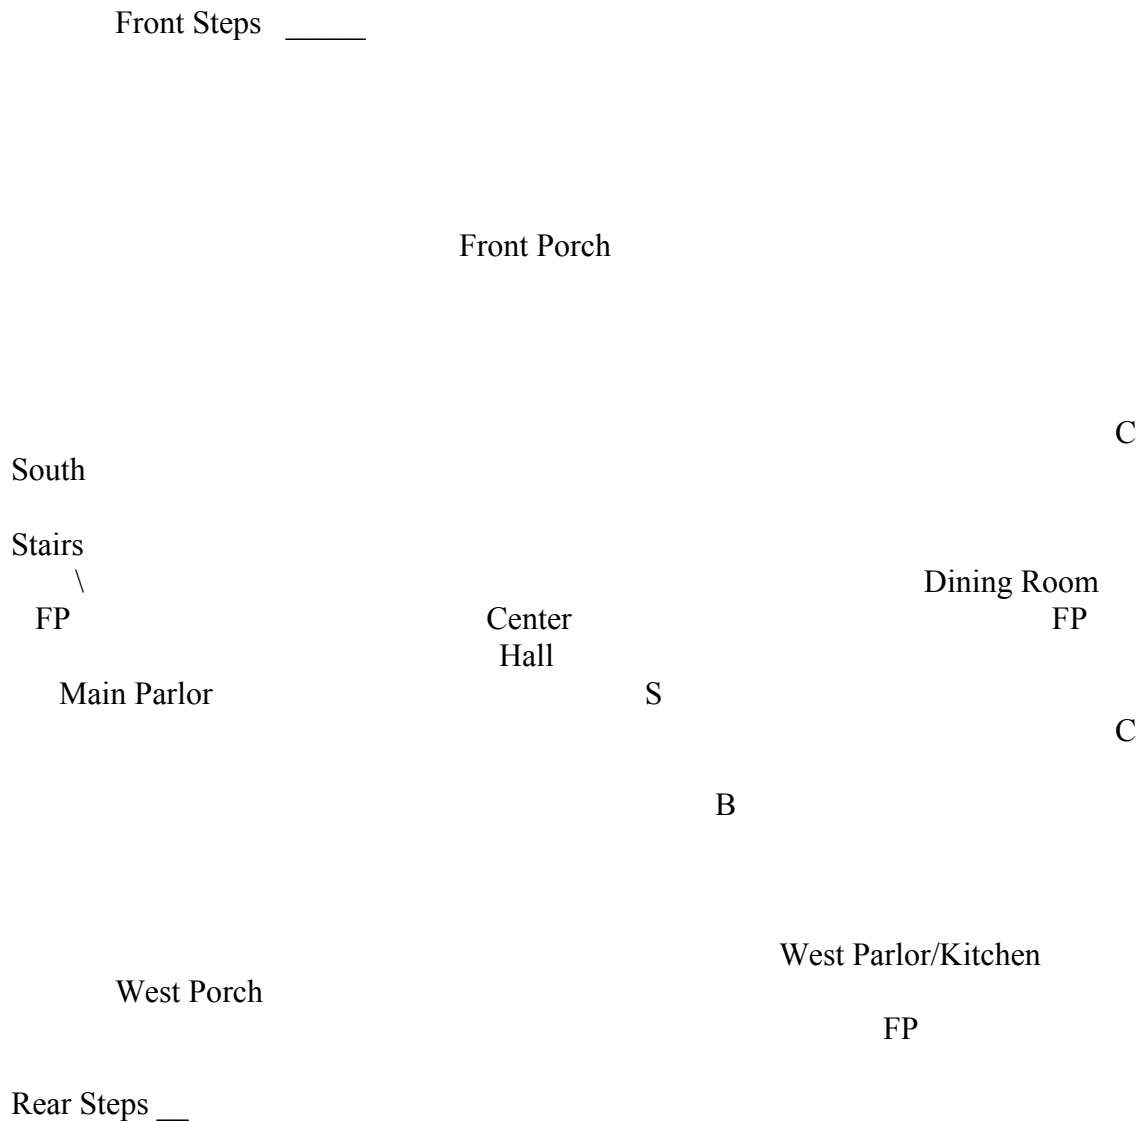 Front Steps _____
Front Porch
C
South
Stairs
\ Dining Room
FP Center FP
Hall
Main Parlor S
C
B
West Parlor/Kitchen
West Porch
FP
Rear Steps __